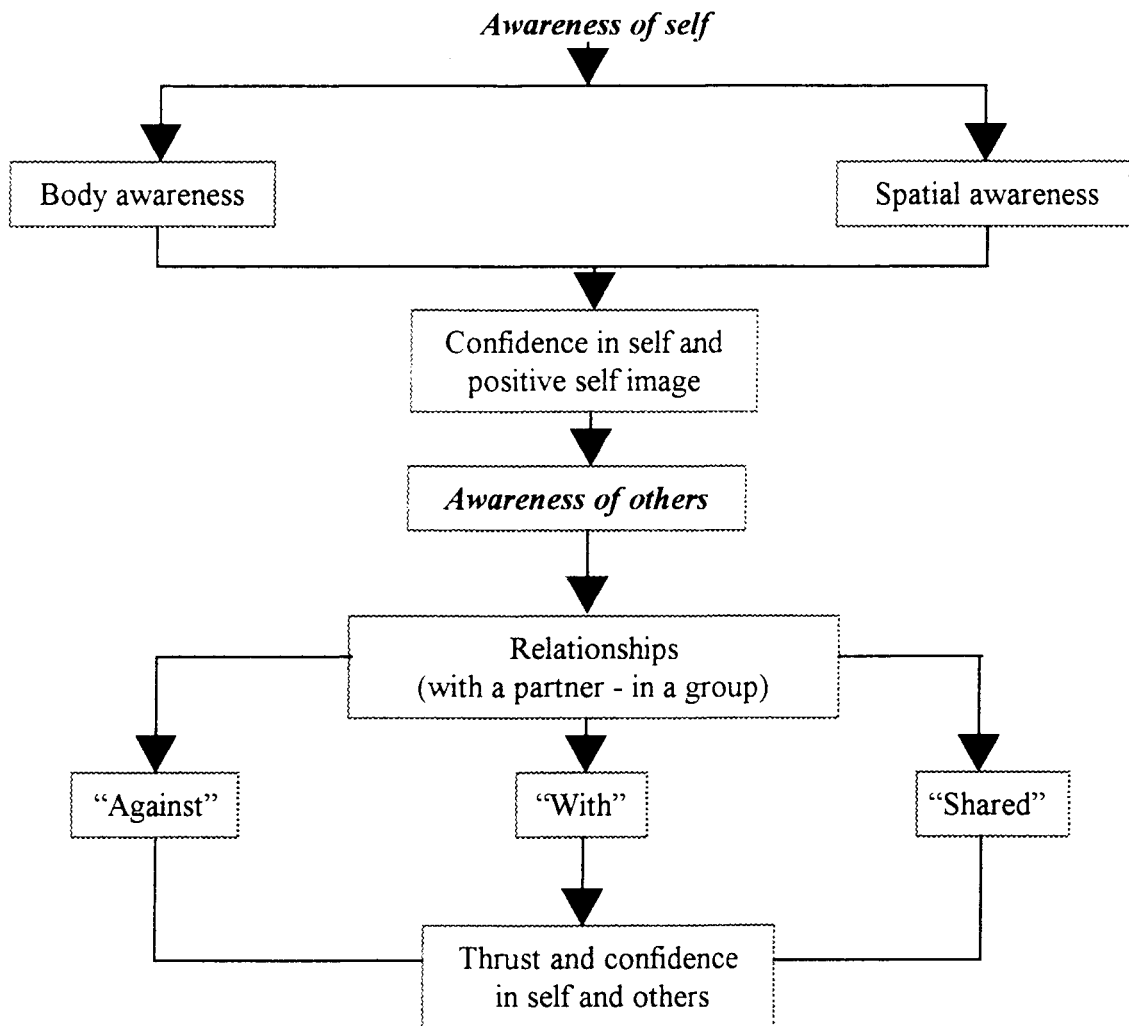 Awareness of self
Body awareness
Spatial awareness
Confidence in self and
positive self image
Awareness of others
Relationships
(with a partner - in a group)
“Against”
“With”
“Shared”
Thrust and confidence
in self and others